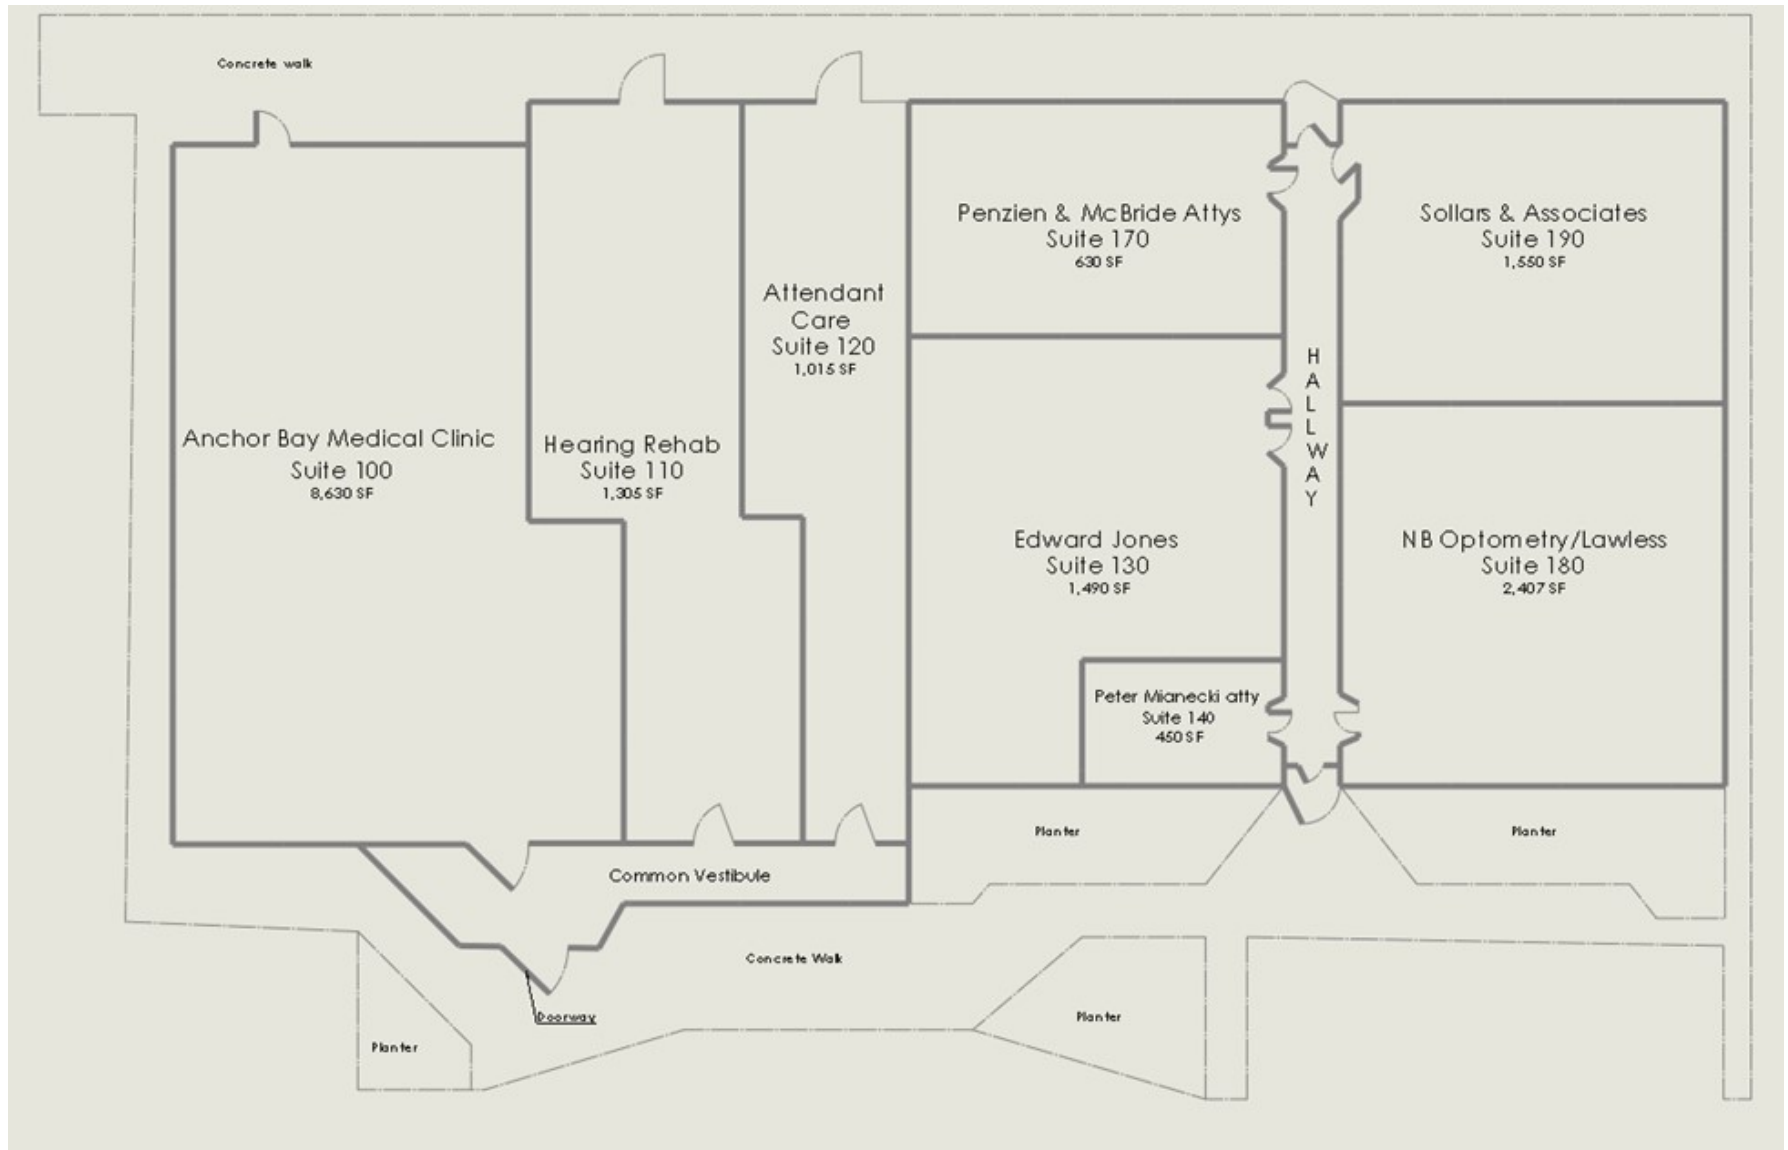 Concrete walk
Penzien & McBride Attys
Suite 170
630 SF
Sollars & Associates
Suite 190
1,550 SF
Attendant
Care
Suite 120
1,015 SF
HALLWAY
Anchor Bay Medical Clinic
Suite 100
8,630 SF
Hearing Rehab
Suite 110
1,305 SF
Edward Jones
Suite 130
1,490 SF
NB Optometry/Lawless
Suite 180
2,407 SF
Peter Mianecki atty
Suite 140
450 SF
Planter
Planter
Common Vestibule
Concrete Walk
Doorway
Planter
Planter